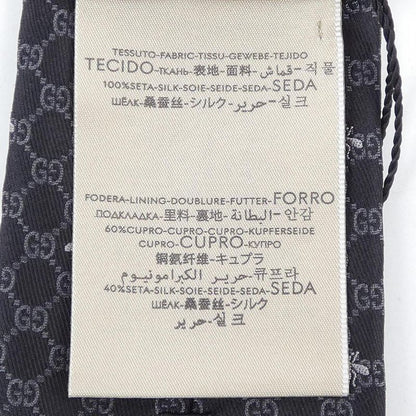 TESSUTO-FABRIC-TISSU-GEWEBE-TEJIDO
TECIDO-ТКАНЬ-表地-面料-قماش-직물
100%SETA-SILK-SOIE-SEIDE-SEDA-SEDA
ШЁЛК-桑蚕丝-シルク-حرير-실크
FODERA-LINING-DOUBLURE-FUTTER-FORRO
ПОДКЛАДКА-里料-裏地-البطانة-안감
60%CUPRO-CUPRO-CUPRO-KUPFERSEIDE
CUPRO-CUPRO-КУПРО
铜氨纤维-キュプラ
حرير الكبرامونيوم-큐프라
40%SETA-SILK-SOIE-SEIDE-SEDA-SEDA
ШЁЛК-桑蚕丝-シルク
حرير-실크